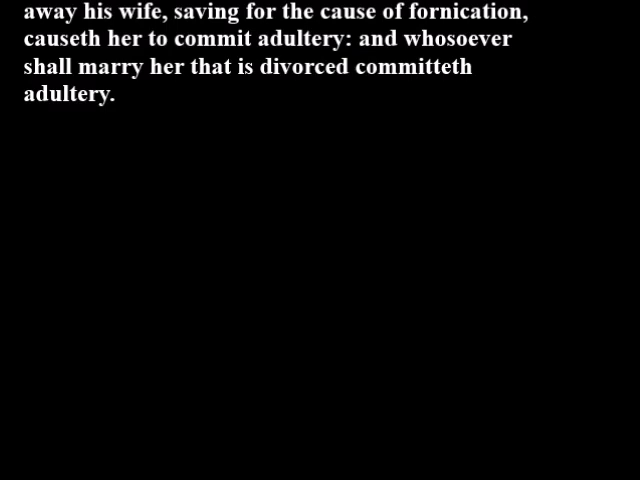 away his wife, saving for the cause of fornication,
causeth her to commit adultery: and whosoever
shall marry her that is divorced committeth
adultery.